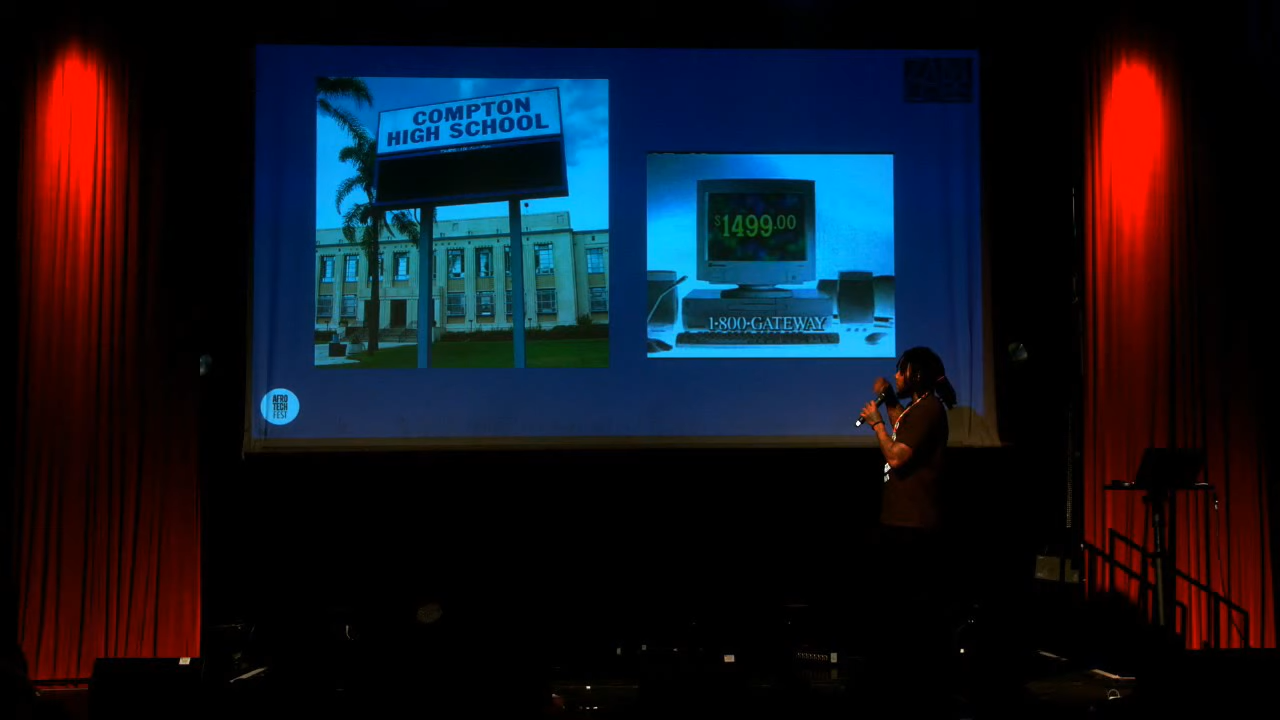 COMPTON
HIGH SCHOOL
$1499.00
1-800-GATEWAY
AFRO
TECH
FEST